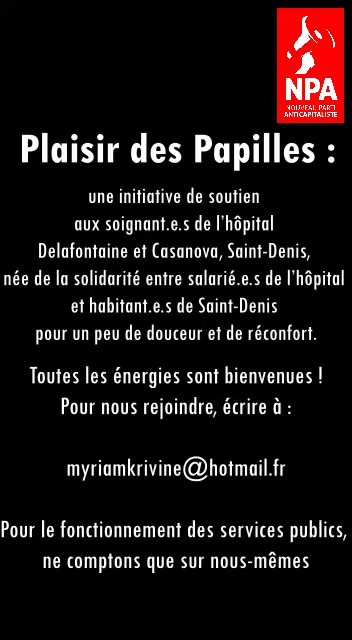 NPA
NOUVEAU PARTI
ANTICAPITALISTE
Plaisir des Papilles :
une initiative de soutien
aux soignant.e.s de l'hôpital
Delafontaine et Casanova, Saint-Denis,
née de la solidarité entre salarié.e.s de l'hôpital
et habitant.e.s de Saint-Denis
pour un peu de douceur et de réconfort.
Toutes les énergies sont bienvenues !
Pour nous rejoindre, écrire à :
myriamkrivine@hotmail.fr
Pour le fonctionnement des services publics,
ne comptons que sur nous-mêmes